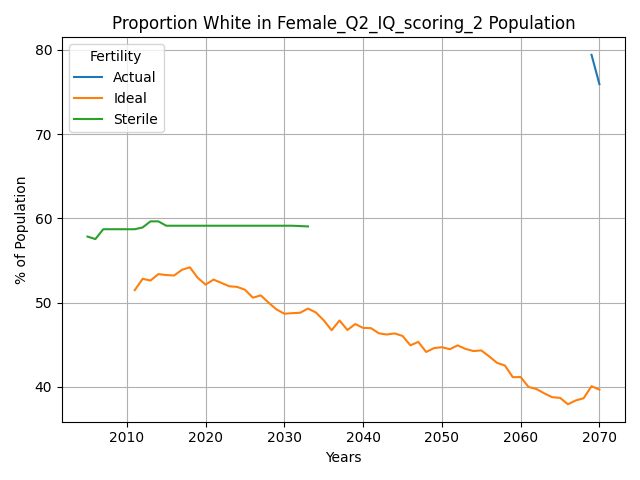 Proportion White in Female_Q2_IQ_scoring_2 Population
Fertility
Actual
Ideal
Sterile
% of Population
80
70
60
50
40
2010 2020 2030 2040 2050 2060 2070
Years